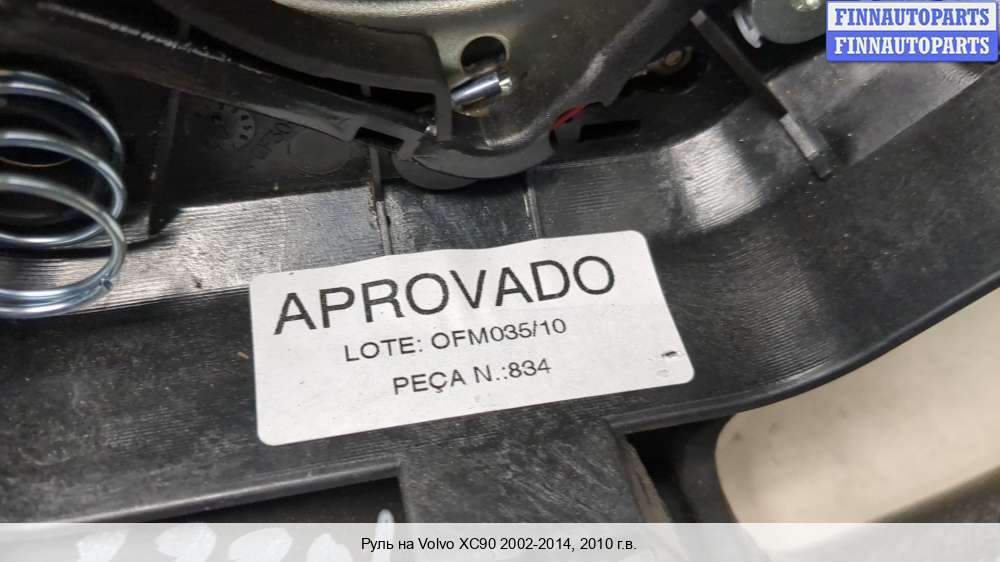 FINNAUTOPARTS
FINNAUTOPARTS
APROVADO
LOTE: OFM035/10
PEÇA N.:834
Руль на Volvo XC90 2002-2014, 2010 г.в.